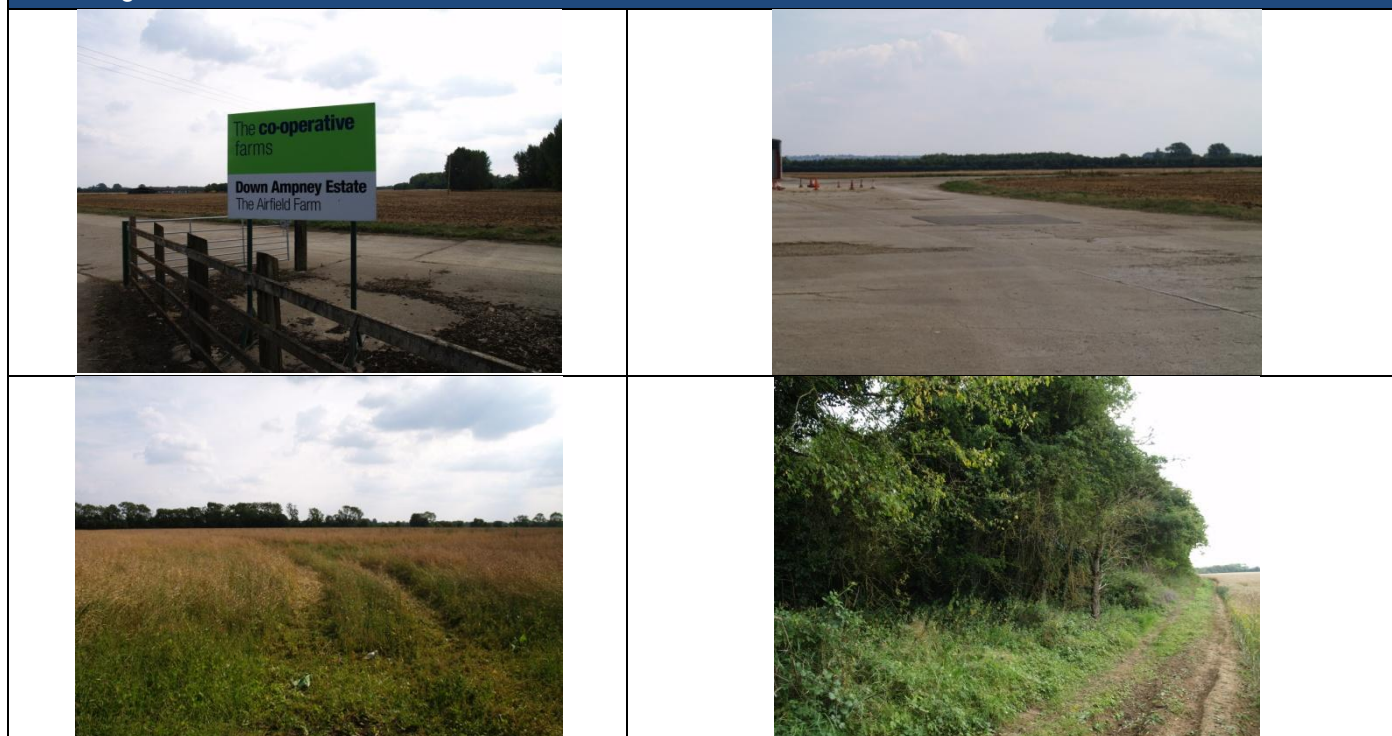 The co-operative
farms
Down Ampney Estate
The Airfield Farm